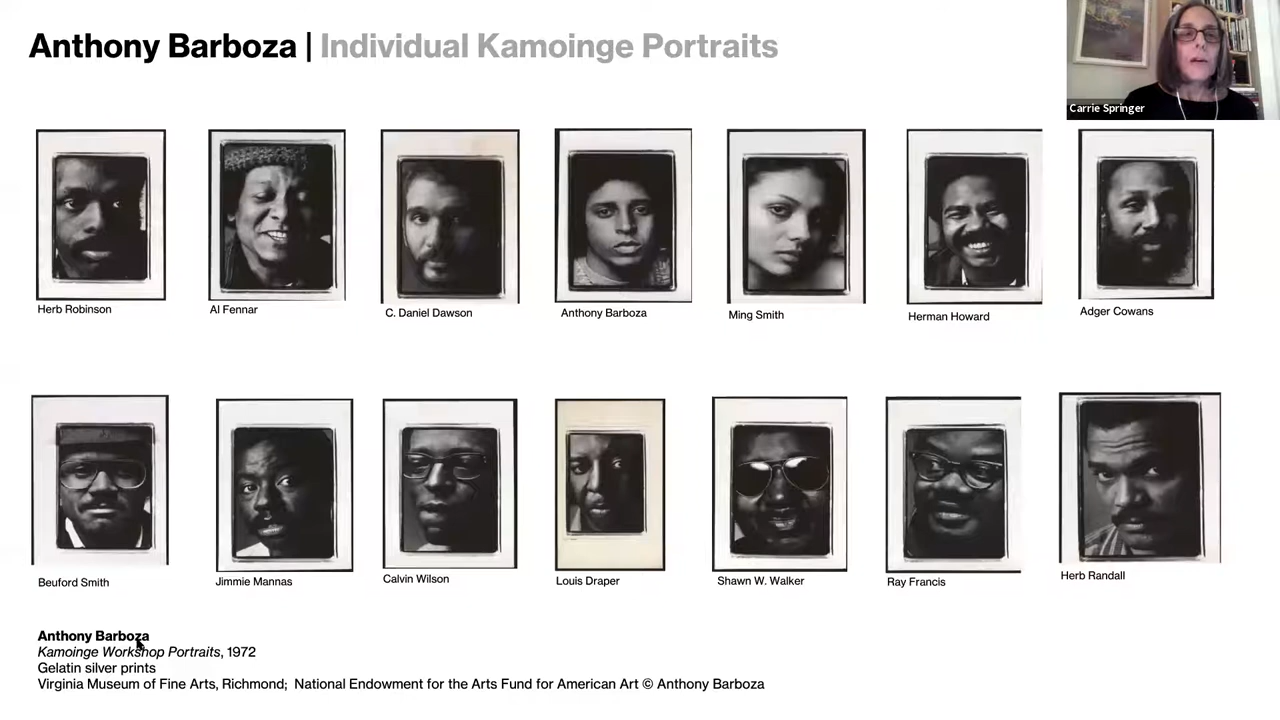 Anthony Barboza | Individual Kamoinge Portraits
Carrie Springer
Herb Robinson
Al Fennar
C. Daniel Dawson
Anthony Barboza
Ming Smith
Herman Howard
Adger Cowans
Beuford Smith
Jimmie Mannas
Calvin Wilson
Louis Draper
Shawn W. Walker
Ray Francis
Herb Randall
Anthony Barboza
Kamoinge Workshop Portraits, 1972
Gelatin silver prints
Virginia Museum of Fine Arts, Richmond; National Endowment for the Arts Fund for American Art © Anthony Barboza